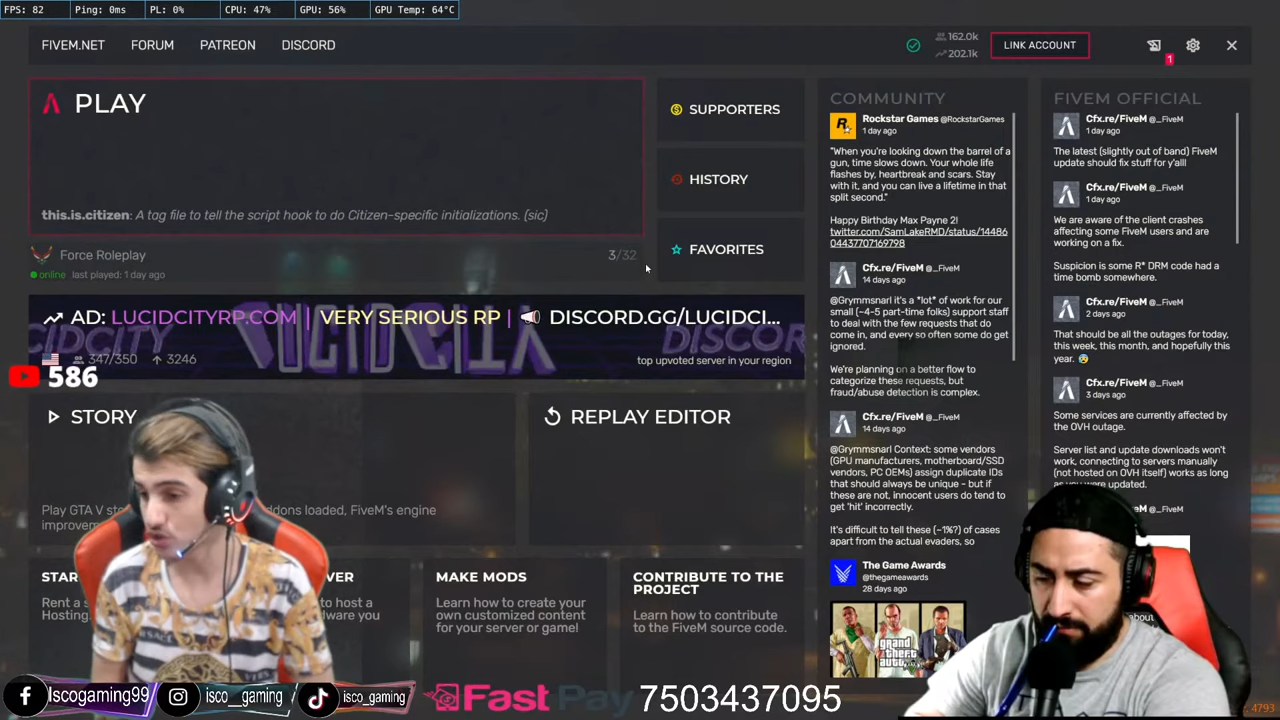 FPS: 82
Ping: 0ms
PL: 0%
CPU: 47%
GPU: 56%
GPU Temp: 64°C
FIVEM.NET
FORUM
PATREON
DISCORD
162.0k
202.1k
LINK ACCOUNT
1
PLAY
this.is.citizen: A tag file to tell the script hook to do Citizen-specific initializations. (sic)
Force Roleplay
3/32
online last played: 1 day ago
SUPPORTERS
HISTORY
FAVORITES
AD: LUCIDCITYRP.COM | VERY SERIOUS RP | DISCORD.GG/LUCIDCI...
347/350 3246
top upvoted server in your region
586
STORY
REPLAY EDITOR
Play GTA V
FiveM's engine
MAKE MODS
Learn how to create your
own customized content
for your server or game!
CONTRIBUTE TO THE
PROJECT
Learn how to contribute
to the FiveM source code.
Rent a
Hosting
to host a
COMMUNITY
Rockstar Games @RockstarGames
1 day ago
"When you're looking down the barrel of a
gun, time slows down. Your whole life
flashes by, heartbreak and scars. Stay
with it, and you can live a lifetime in that
split second."
Happy Birthday Max Payne 2!
twitter.com/SamLakeRMD/status/14486
04437707169798
Cfx.re/FiveM @_FiveM
14 days ago
@Grymmsnarl it's a *lot* of work for our
small (~4-5 part-time folks) support staff
to deal with the few requests that do
come in, and every so often some do get
ignored.
We're planning on a better flow to
categorize these requests, but
fraud/abuse detection is complex.
Cfx.re/FiveM @_FiveM
14 days ago
@Grymmsnarl Context: some vendors
(GPU manufacturers, motherboard/SSD
vendors, PC OEMs) assign duplicate IDs
that should always be unique - but if
these are not, innocent users do tend to
get 'hit' incorrectly.
It's difficult to tell these (~1%?) of cases
apart from the actual evaders, so
The Game Awards
@thegameawards
28 days ago
grand
theft
auto
FIVEM OFFICIAL
Cfx.re/FiveM @_FiveM
1 day ago
The latest (slightly out of band) FiveM
update should fix stuff for y'all!
Cfx.re/FiveM @_FiveM
1 day ago
We are aware of the client crashes
affecting some FiveM users and are
working on a fix.
Suspicion is some R* DRM code had a
time bomb somewhere.
Cfx.re/FiveM @_FiveM
2 days ago
That should be all the outages for today,
this week, this month, and hopefully this
year. 😰
Cfx.re/FiveM @_FiveM
3 days ago
Some services are currently affected by
the OVH outage.
Server list and update downloads won't
work, connecting to servers manually
(not hosted on OVH itself) works as long
as you were updated.
@_FiveM
about
Iscogaming99
isco__gaming
isco_gaming
FastPay
7503437095
4793